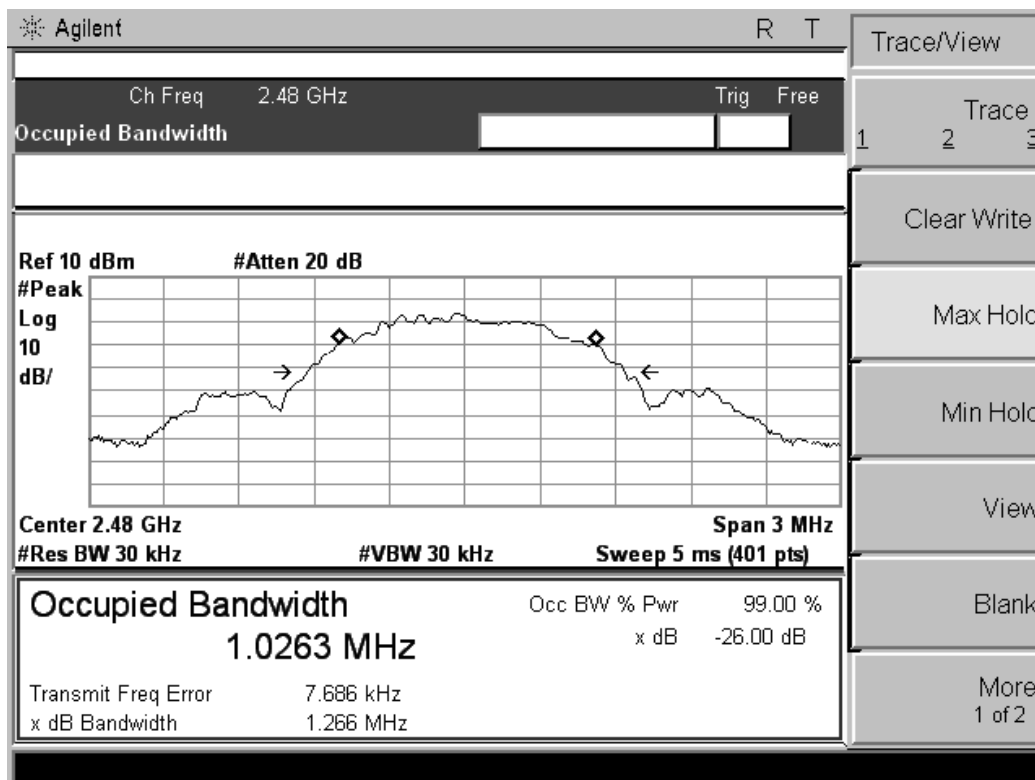 Agilent R T
Trace/View
Ch Freq 2.48 GHz Trig Free
Occupied Bandwidth
Trace
1 2 3
Clear Write
Ref 10 dBm #Atten 20 dB
#Peak
Log
10
dB/
Max Hold
Min Hold
View
Center 2.48 GHz Span 3 MHz
#Res BW 30 kHz #VBW 30 kHz Sweep 5 ms (401 pts)
Occupied Bandwidth
1.0263 MHz
Occ BW % Pwr 99.00 %
x dB -26.00 dB
Transmit Freq Error 7.686 kHz
x dB Bandwidth 1.266 MHz
Blank
More
1 of 2